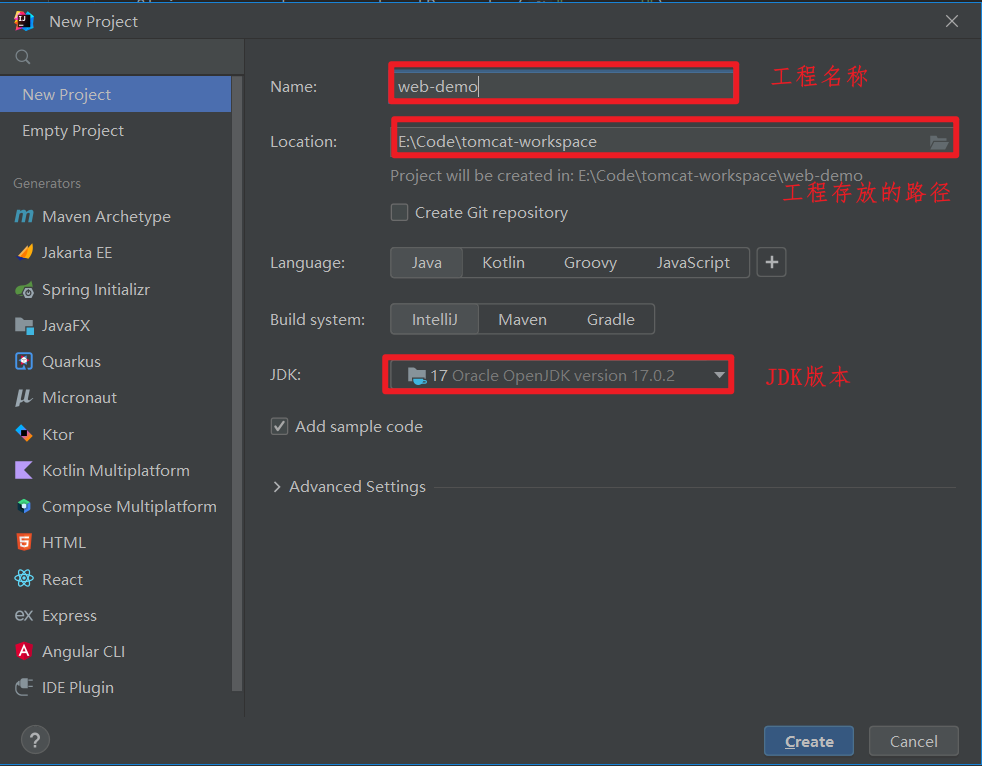 New Project
New Project
Empty Project
Generators
Maven Archetype
Jakarta EE
Spring Initializr
JavaFX
Quarkus
Micronaut
Ktor
Kotlin Multiplatform
Compose Multiplatform
HTML
React
ex Express
Angular CLI
IDE Plugin
?
Name: web-demo 工程名称
Location: E:\Code\tomcat-workspace
Project will be created in: E:\Code\tomcat-workspace\web-demo
工程存放的路径
Create Git repository
Language: Java Kotlin Groovy JavaScript +
Build system: IntelliJ Maven Gradle
JDK: 17 Oracle OpenJDK version 17.0.2 JDK版本
Add sample code
Advanced Settings
Create Cancel